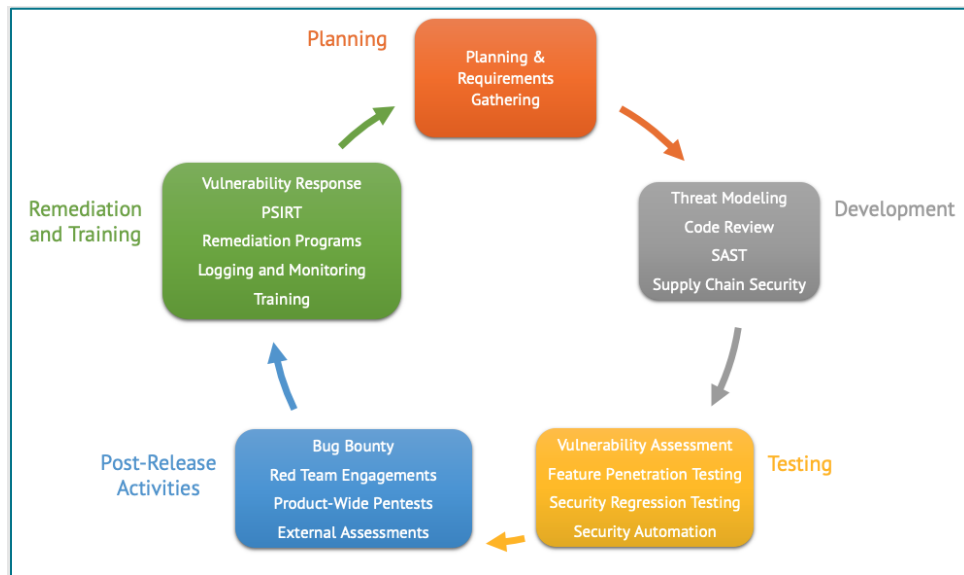 Planning
Planning &
Requirements
Gathering
Development
Threat Modeling
Code Review
SAST
Supply Chain Security
Testing
Vulnerability Assessment
Feature Penetration Testing
Security Regression Testing
Security Automation
Post-Release
Activities
Bug Bounty
Red Team Engagements
Product-Wide Pentests
External Assessments
Remediation
and Training
Vulnerability Response
PSIRT
Remediation Programs
Logging and Monitoring
Training